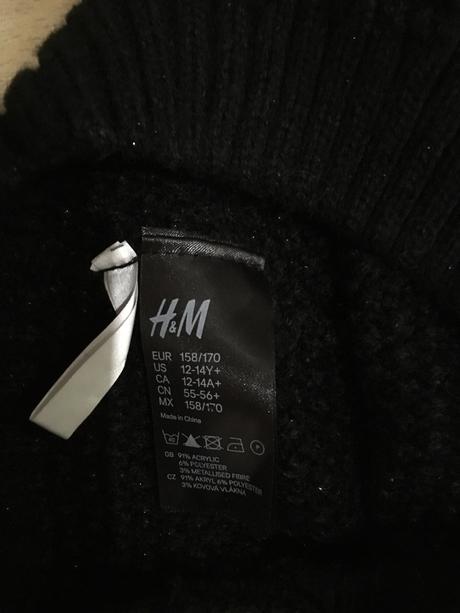 H&M
EUR 158/170
US 12-14Y+
CA 12-14A+
CN 55-56+
MX 158/170
Made in China
P
GB 91% ACRYLIC
6% POLYESTER
3% METALLISED FIBRE
CZ 91% AKRYL 6% POLYESTER
3% KOVOVÁ VLÁKNA